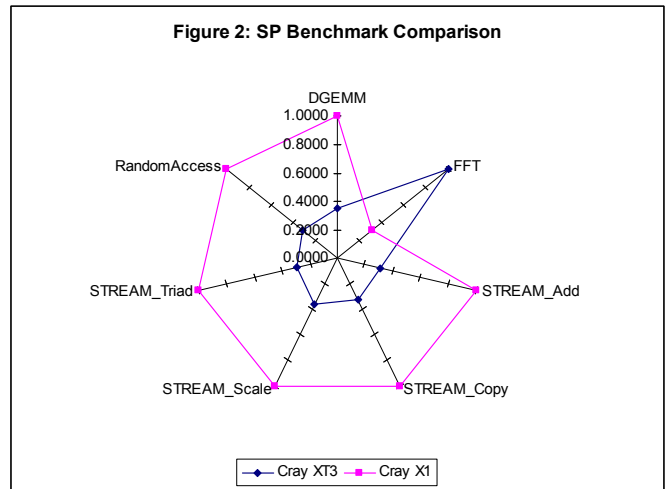 Figure 2: SP Benchmark Comparison
DGEMM
1.0000
0.8000
0.6000
0.4000
0.2000
0.0000
FFT
RandomAccess
STREAM_Triad
STREAM_Add
STREAM_Scale
STREAM_Copy
Cray XT3 Cray X1